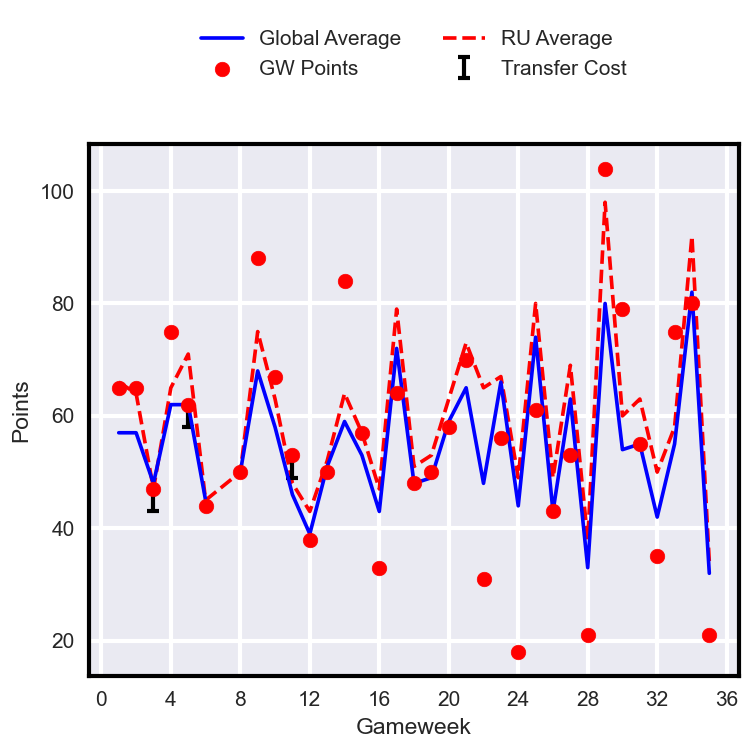 Global Average RU Average
GW Points Transfer Cost
100
80
60
40
20
Points
0 4 8 12 16 20 24 28 32 36
Gameweek